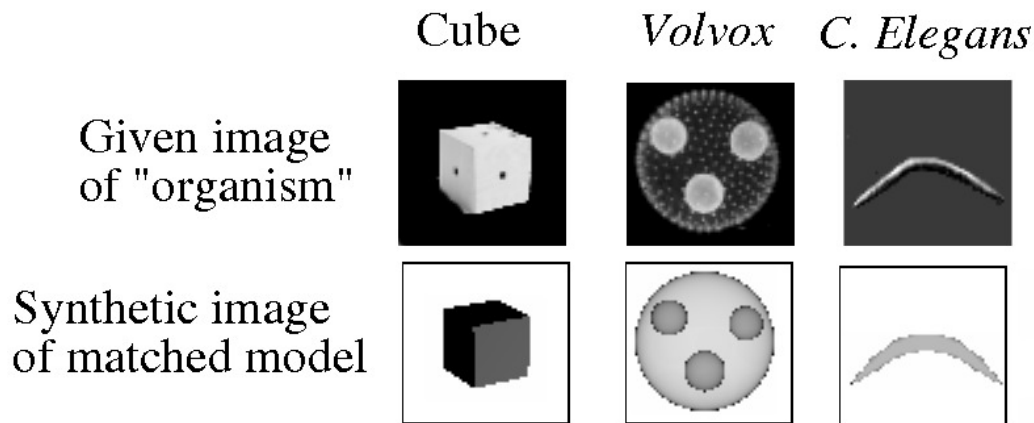 Cube
Volvox
C. Elegans
Given image
of "organism"
Synthetic image
of matched model